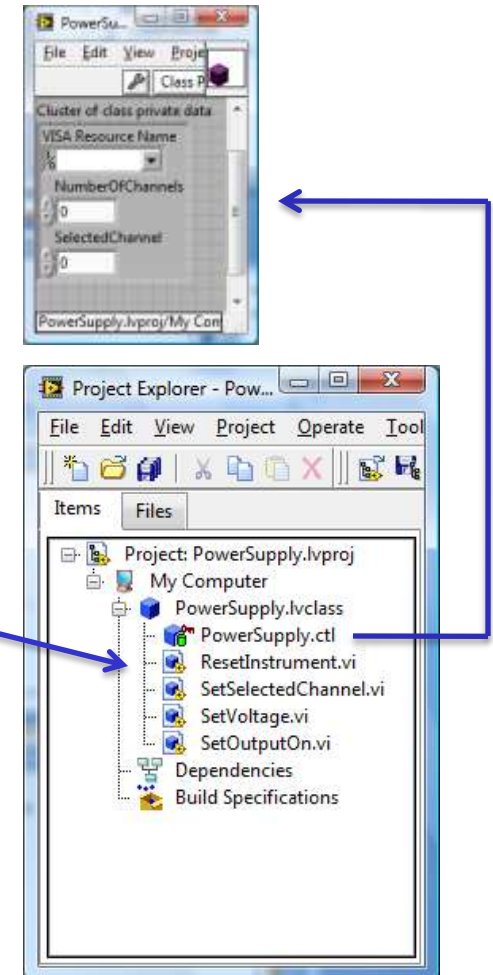 PowerSu...
File Edit View Proje
Class P
Cluster of class private data
VISA Resource Name
NumberOfChannels
0
SelectedChannel
0
PowerSupply.lvproj/My Com
Project Explorer - Pow...
File Edit View Project Operate Tool
Items Files
Project: PowerSupply.lvproj
My Computer
PowerSupply.lvclass
PowerSupply.ctl
ResetInstrument.vi
SetSelectedChannel.vi
SetVoltage.vi
SetOutputOn.vi
Dependencies
Build Specifications